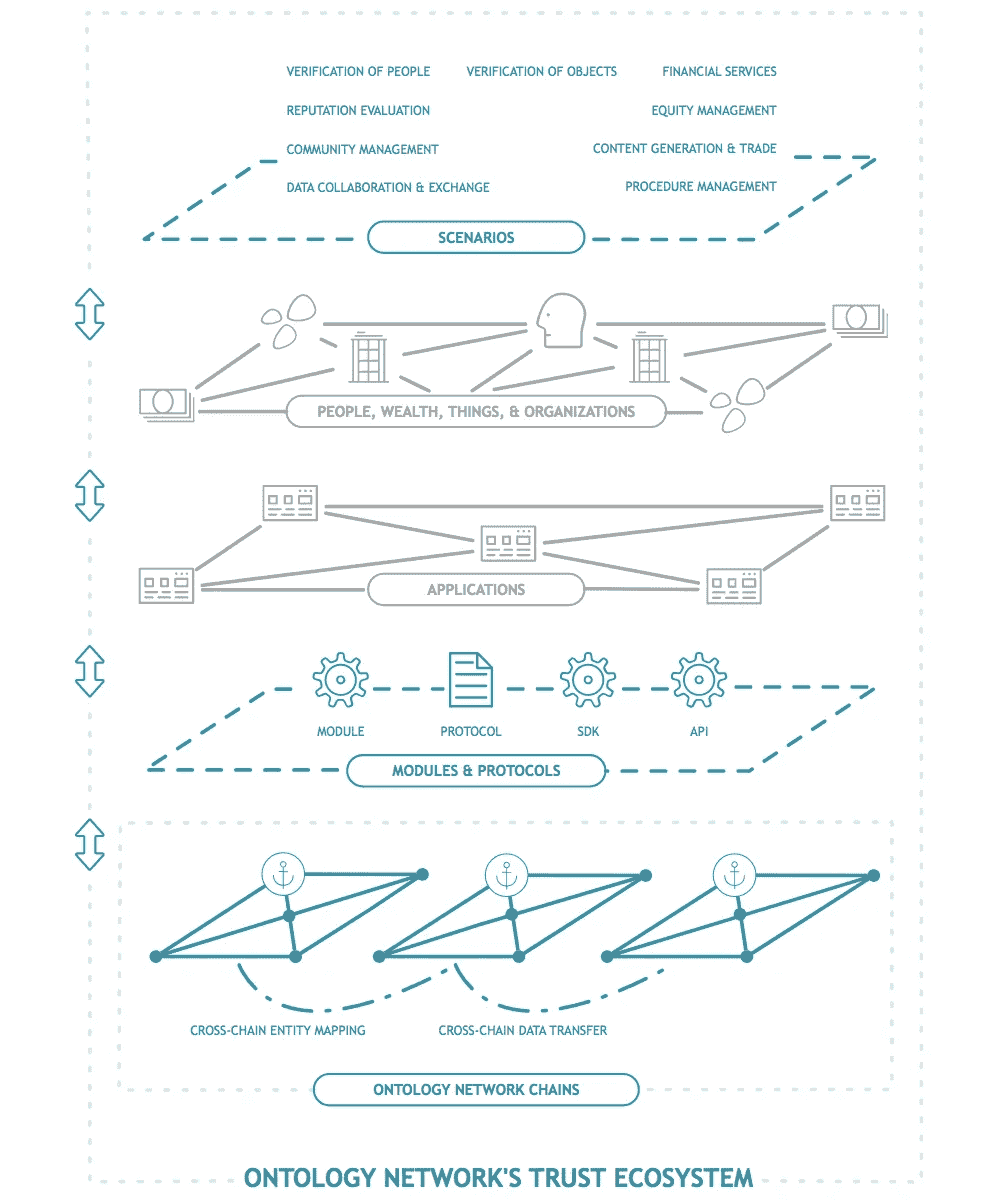 VERIFICATION OF PEOPLE VERIFICATION OF OBJECTS FINANCIAL SERVICES
REPUTATION EVALUATION EQUITY MANAGEMENT
COMMUNITY MANAGEMENT CONTENT GENERATION & TRADE
DATA COLLABORATION & EXCHANGE PROCEDURE MANAGEMENT
SCENARIOS
PEOPLE, WEALTH, THINGS, & ORGANIZATIONS
APPLICATIONS
MODULE PROTOCOL SDK API
MODULES & PROTOCOLS
CROSS-CHAIN ENTITY MAPPING CROSS-CHAIN DATA TRANSFER
ONTOLOGY NETWORK CHAINS
ONTOLOGY NETWORK'S TRUST ECOSYSTEM